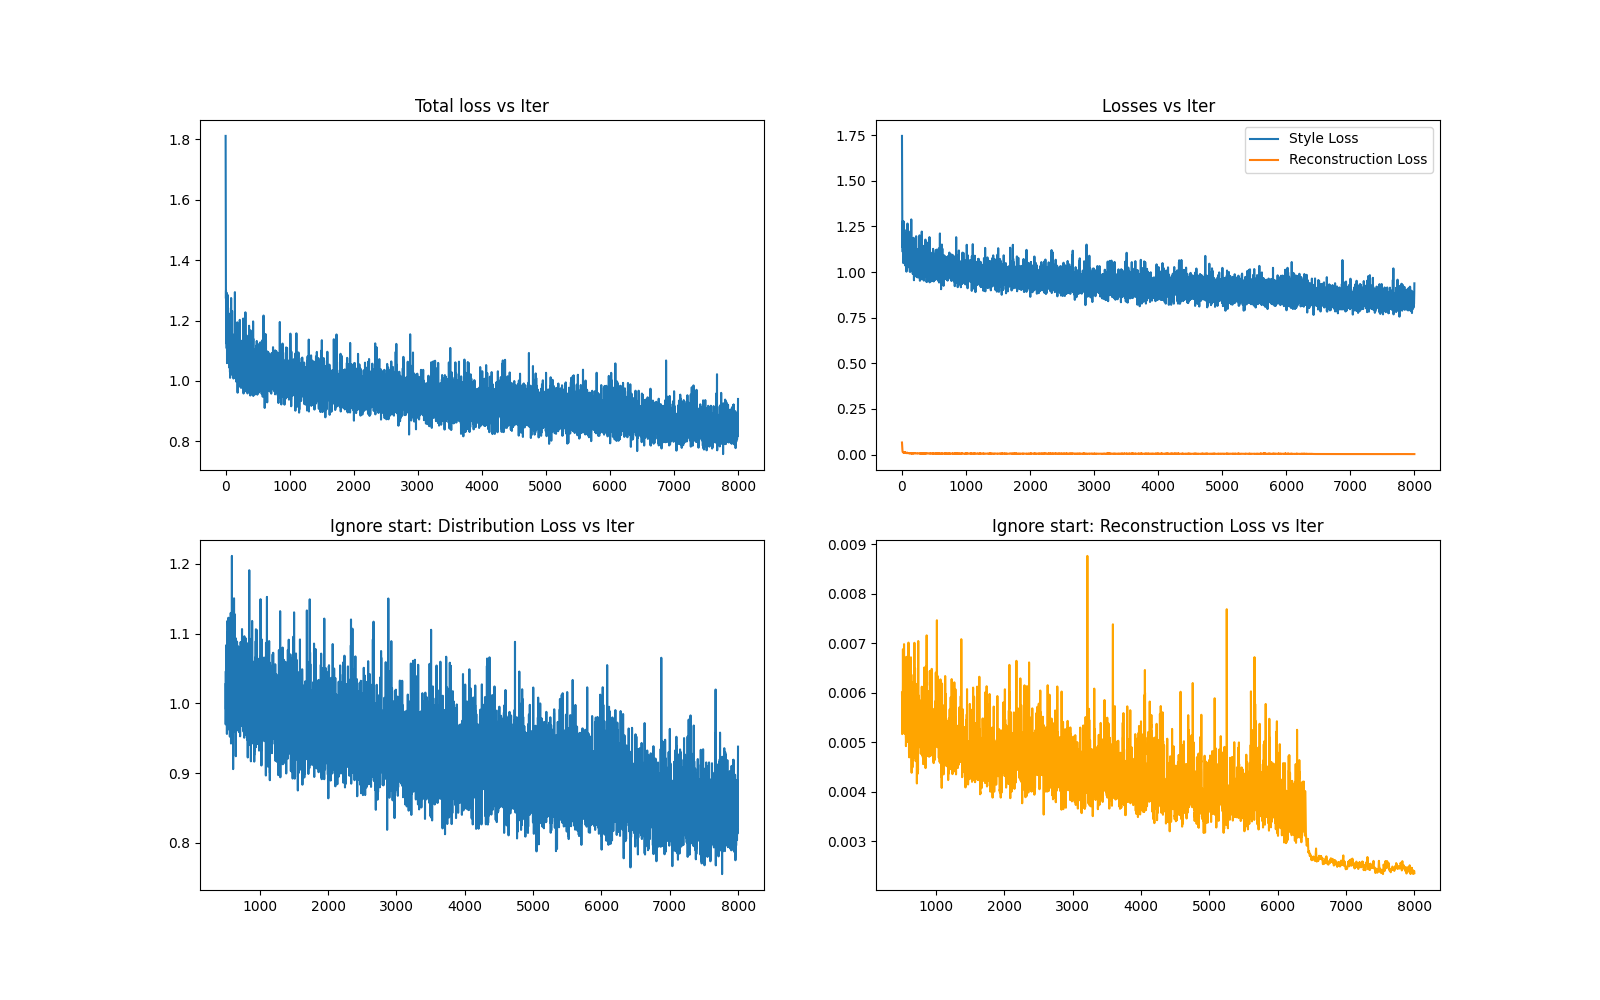 Total loss vs Iter
1.8
1.6
1.4
1.2
1.0
0.8
0 1000 2000 3000 4000 5000 6000 7000 8000
Losses vs Iter
Style Loss
Reconstruction Loss
1.75
1.50
1.25
1.00
0.75
0.50
0.25
0.00
0 1000 2000 3000 4000 5000 6000 7000 8000
Ignore start: Distribution Loss vs Iter
1.2
1.1
1.0
0.9
0.8
1000 2000 3000 4000 5000 6000 7000 8000
Ignore start: Reconstruction Loss vs Iter
0.009
0.008
0.007
0.006
0.005
0.004
0.003
1000 2000 3000 4000 5000 6000 7000 8000